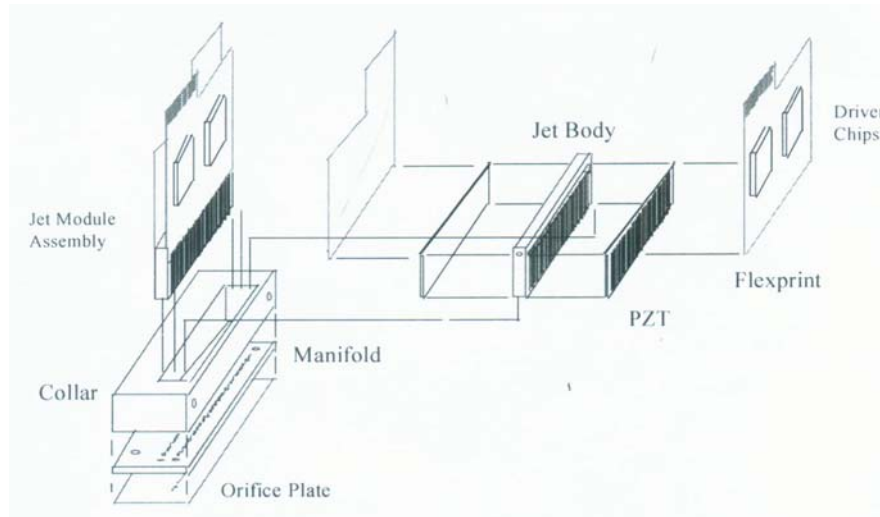 Jet Body
Driver
Chips
Jet Module
Assembly
Flexprint
PZT
Manifold
Collar
Orifice Plate